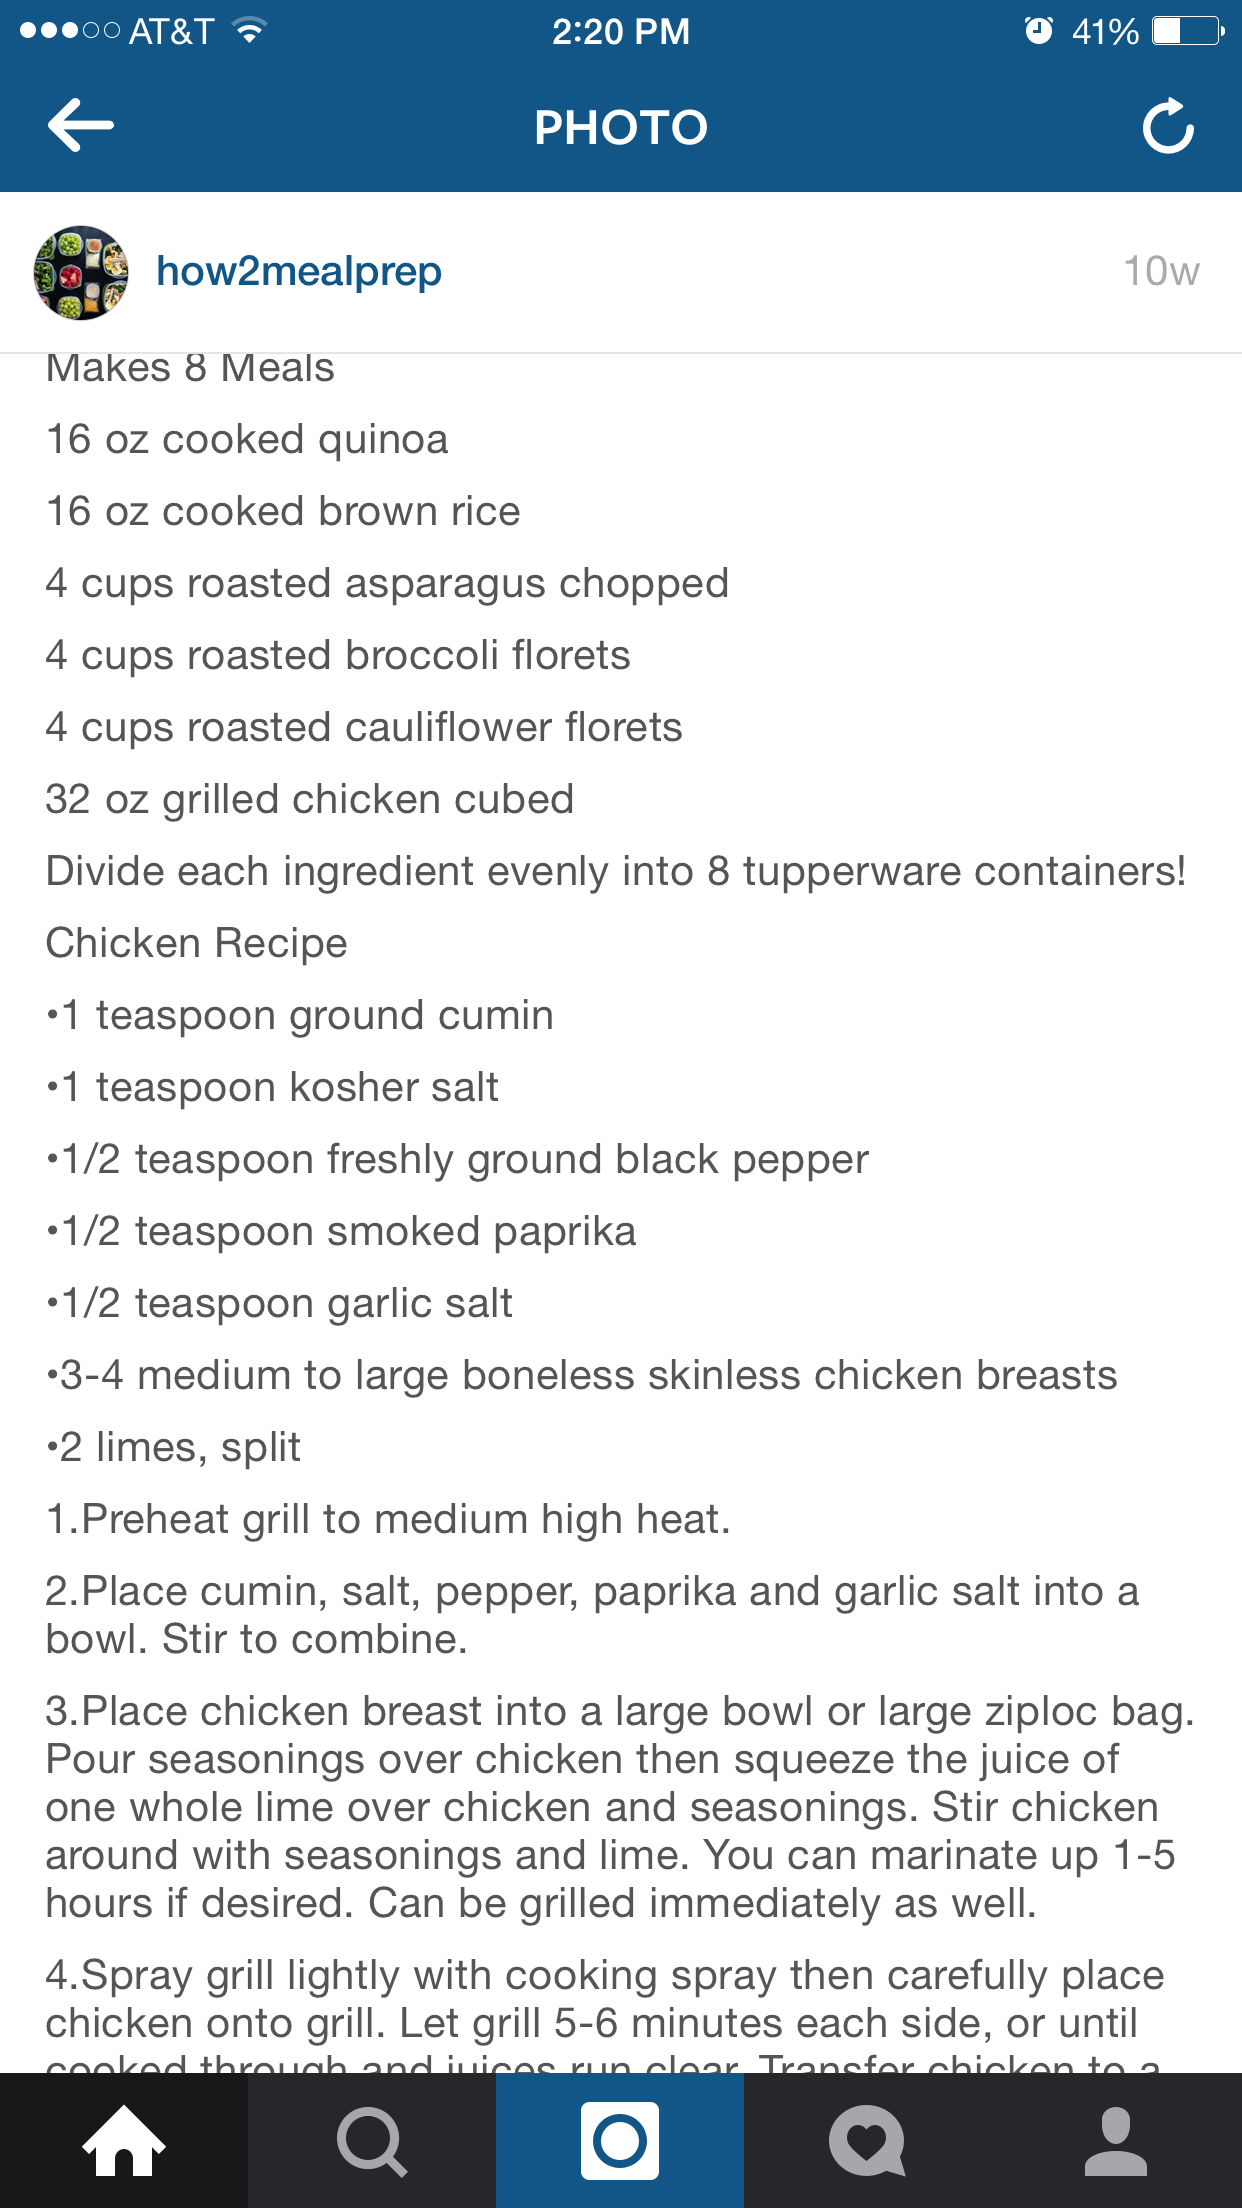 AT&T 2:20 PM 41%
PHOTO
how2mealprep 10w
Makes 8 Meals
16 oz cooked quinoa
16 oz cooked brown rice
4 cups roasted asparagus chopped
4 cups roasted broccoli florets
4 cups roasted cauliflower florets
32 oz grilled chicken cubed
Divide each ingredient evenly into 8 tupperware containers!
Chicken Recipe
•1 teaspoon ground cumin
•1 teaspoon kosher salt
•1/2 teaspoon freshly ground black pepper
•1/2 teaspoon smoked paprika
•1/2 teaspoon garlic salt
•3-4 medium to large boneless skinless chicken breasts
•2 limes, split
1.Preheat grill to medium high heat.
2.Place cumin, salt, pepper, paprika and garlic salt into a
bowl. Stir to combine.
3.Place chicken breast into a large bowl or large ziploc bag.
Pour seasonings over chicken then squeeze the juice of
one whole lime over chicken and seasonings. Stir chicken
around with seasonings and lime. You can marinate up 1-5
hours if desired. Can be grilled immediately as well.
4.Spray grill lightly with cooking spray then carefully place
chicken onto grill. Let grill 5-6 minutes each side, or until
cooked through and juices run clear. Transfer chicken to a